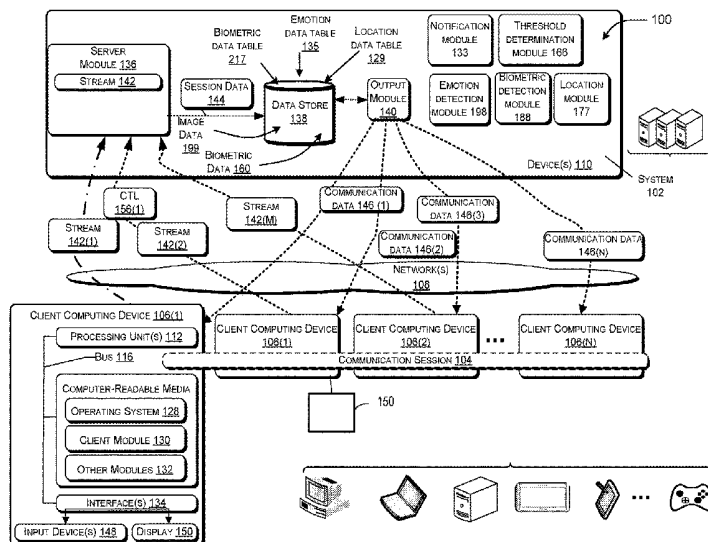 100
SERVER
MODULE 136
STREAM 142
BIOMETRIC
DATA TABLE
217
EMOTION
DATA TABLE
135
LOCATION
DATA TABLE
129
SESSION DATA
144
DATA STORE
138
IMAGE
DATA
199
BIOMETRIC
DATA 160
OUTPUT
MODULE
140
NOTIFICATION
MODULE
133
THRESHOLD
DETERMINATION
MODULE 166
EMOTION
DETECTION
MODULE 198
BIOMETRIC
DETECTION
MODULE
188
LOCATION
MODULE
177
DEVICE(S) 110
SYSTEM
102
CTL
156(1)
STREAM
142(1)
STREAM
142(2)
STREAM
142(M)
COMMUNICATION
DATA 146 (1)
COMMUNICATION
DATA 146(2)
COMMUNICATION
DATA 146(3)
COMMUNICATION DATA
146(N)
NETWORK(S)
108
CLIENT COMPUTING DEVICE 106(1)
PROCESSING UNIT(S) 112
BUS 116
COMPUTER-READABLE MEDIA
OPERATING SYSTEM 128
CLIENT MODULE 130
OTHER MODULES 132
INTERFACE(S) 134
INPUT DEVICE(S) 148
DISPLAY 150
CLIENT COMPUTING DEVICE
106(1)
CLIENT COMPUTING DEVICE
106(2)
...
CLIENT COMPUTING DEVICE
106(N)
COMMUNICATION SESSION 104
150
...